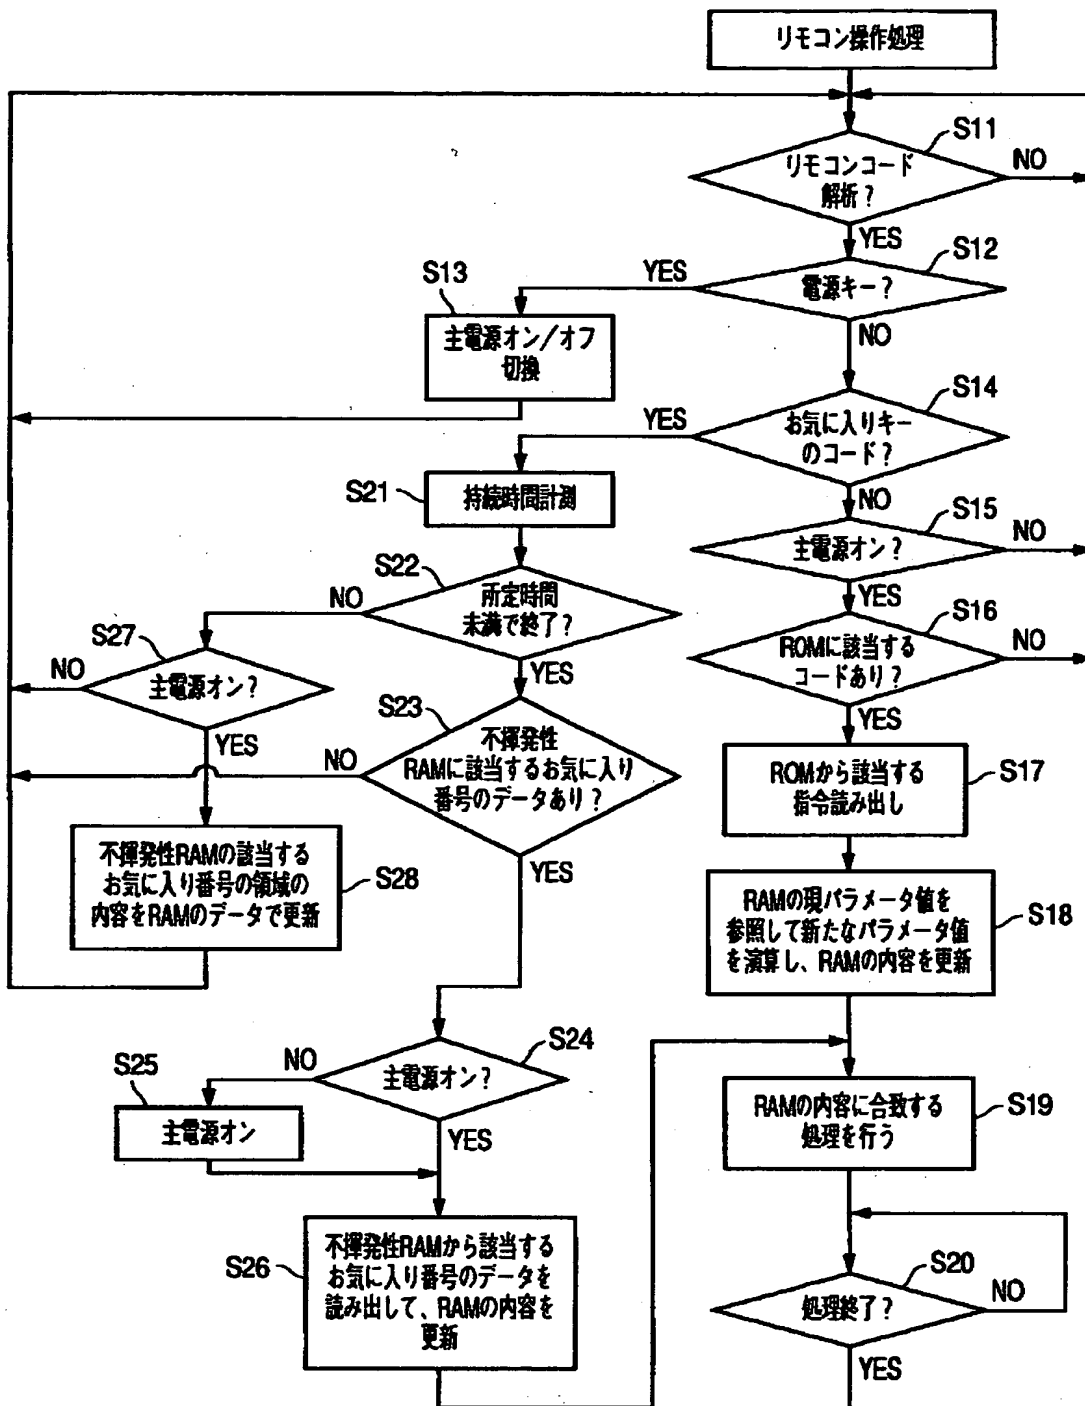 リモコン操作処理
S11
リモコンコード
解析?
NO
YES
S12
電源キー?
YES
NO
S13
主電源オン/オフ
切換
S14
お気に入りキー
のコード?
YES
NO
S21
持続時間計測
S15
主電源オン?
NO
YES
S22
所定時間
未満で終了?
NO
YES
S16
ROMに該当する
コードあり?
NO
YES
S27
主電源オン?
NO
YES
S23
不揮発性
RAMに該当するお気に入り
番号のデータあり?
NO
YES
S17
ROMから該当する
指令読み出し
S28
不揮発性RAMの該当する
お気に入り番号の領域の
内容をRAMのデータで更新
S18
RAMの現パラメータ値を
参照して新たなパラメータ値
を演算し、RAMの内容を更新
S24
主電源オン?
NO
YES
S25
主電源オン
S19
RAMの内容に合致する
処理を行う
S26
不揮発性RAMから該当する
お気に入り番号のデータを
読み出して、RAMの内容を
更新
S20
処理終了?
NO
YES